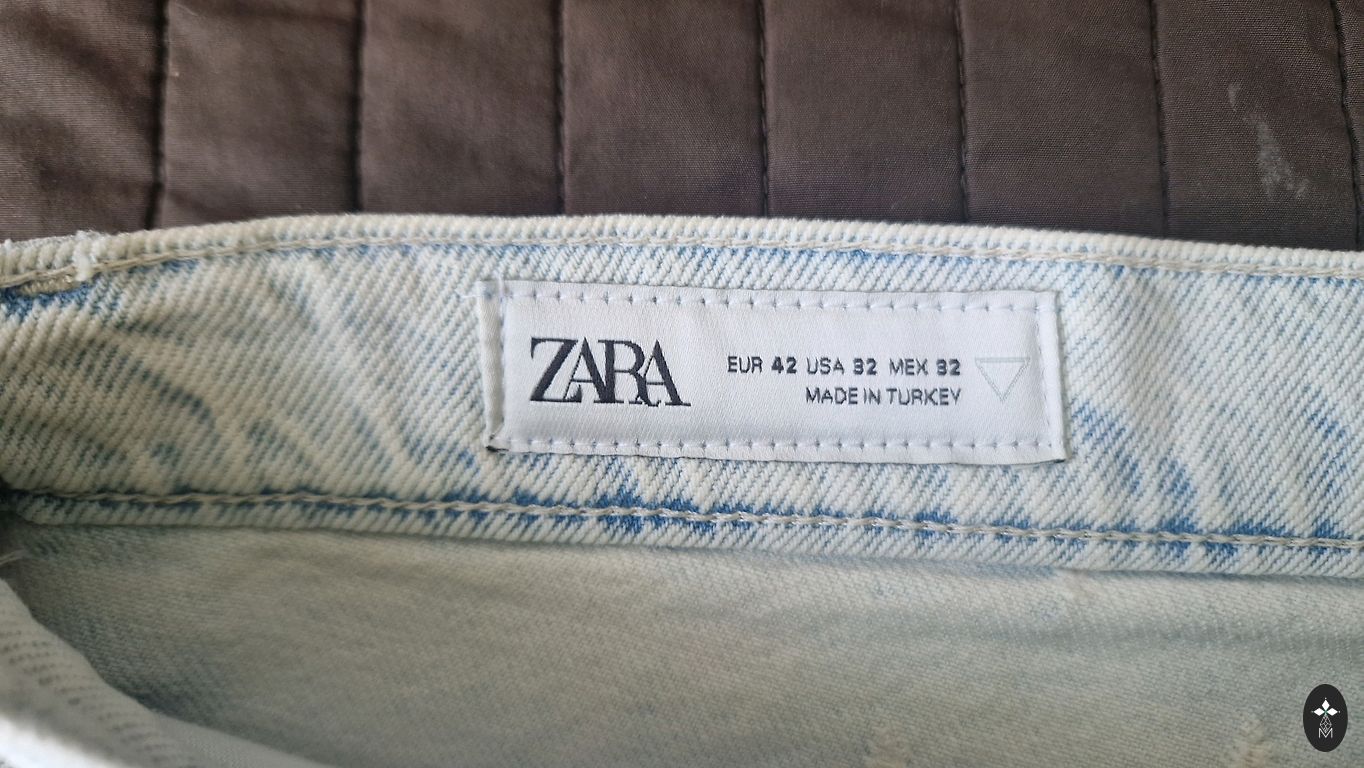 ZARA
EUR 42 USA 32 MEX 32
MADE IN TURKEY
M